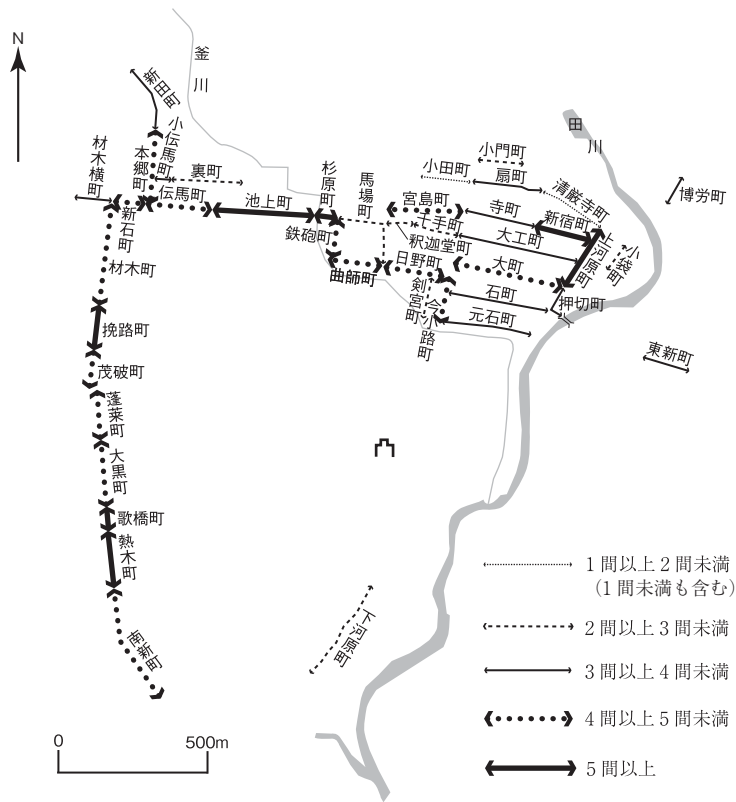 N
釜川
田川
新田町
小伝馬町
本郷町
材木横町
裏町
伝馬町
池上町
杉原町
馬場町
鉄砲町
新石町
材木町
挽路町
茂破町
蓬莱町
大黒町
歌橋町
熱木町
南新町
小門町
小田町
扇町
清厳寺町
博労町
宮島町
寺町
新宿町
上河原町
小袋町
十手町
大工町
釈迦堂町
日野町
大町
曲師町
剣宮町
今小路町
石町
元石町
押切町
東新町
下河原町
0 500m
1間以上2間未満
(1間未満も含む)
2間以上3間未満
3間以上4間未満
4間以上5間未満
5間以上